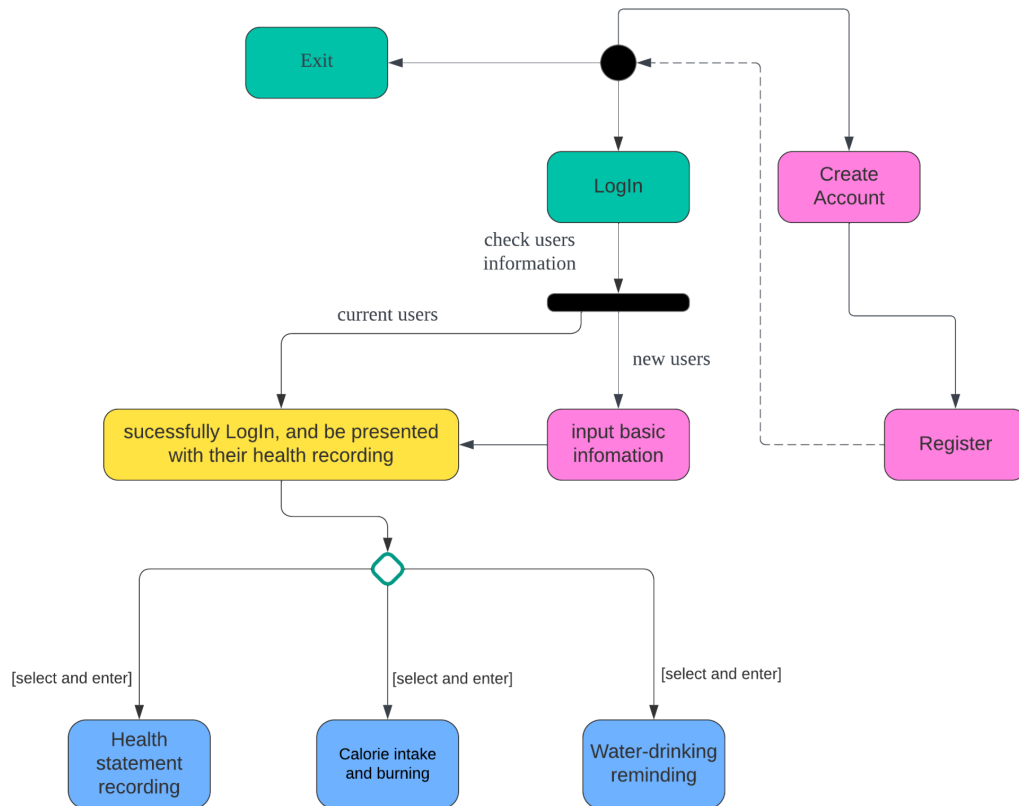 Exit
LogIn
Create
Account
check users
information
current users
new users
sucessfully LogIn, and be presented
with their health recording
input basic
infomation
Register
[select and enter]
[select and enter]
[select and enter]
Health
statement
recording
Calorie intake
and burning
Water-drinking
reminding